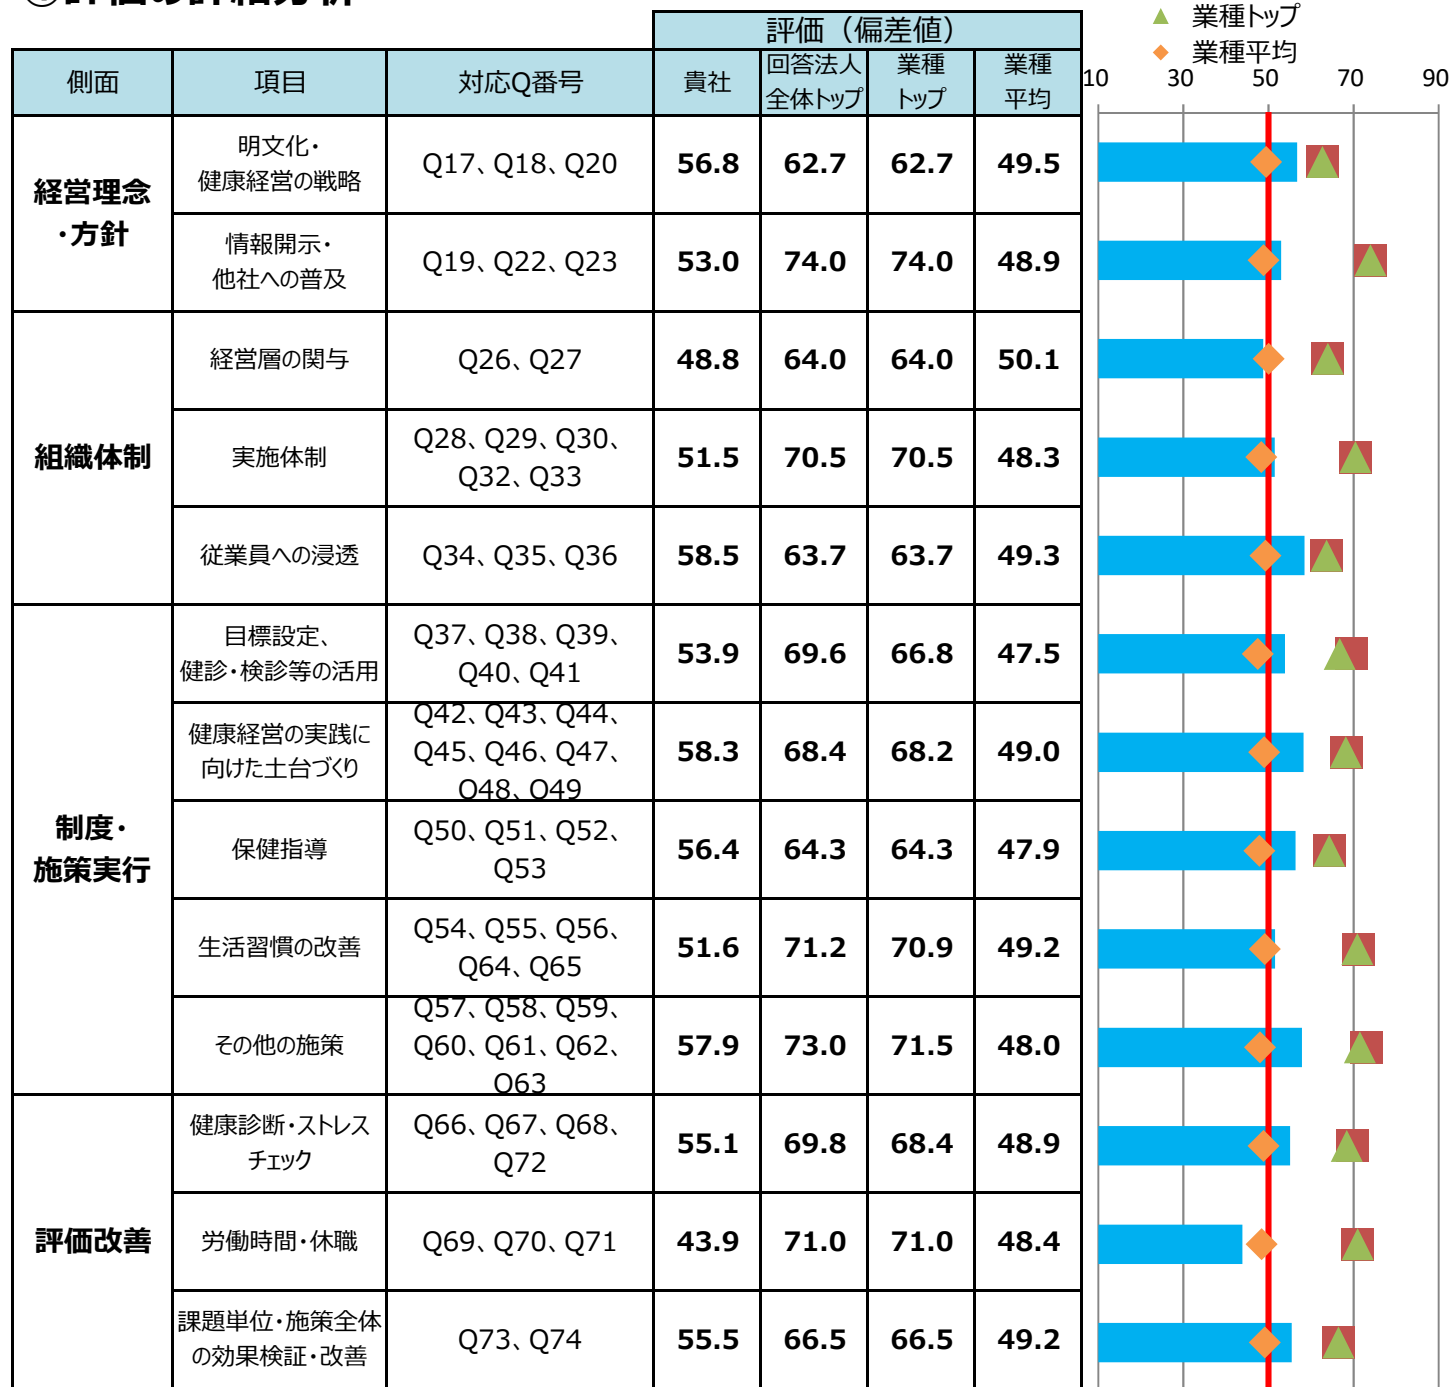 ①評価の詳細分析
▲ 業種トップ
◆ 業種平均
評価（偏差値）
側面 項目 対応Q番号 貴社 回答法人全体トップ 業種トップ 業種平均
10 30 50 70 90
経営理念・方針
明文化・
健康経営の戦略
Q17、Q18、Q20 56.8 62.7 62.7 49.5
情報開示・
他社への普及
Q19、Q22、Q23 53.0 74.0 74.0 48.9
組織体制
経営層の関与 Q26、Q27 48.8 64.0 64.0 50.1
実施体制
Q28、Q29、Q30、
Q32、Q33
51.5 70.5 70.5 48.3
従業員への浸透 Q34、Q35、Q36 58.5 63.7 63.7 49.3
制度・
施策実行
目標設定、
健診・検診等の活用
Q37、Q38、Q39、
Q40、Q41
53.9 69.6 66.8 47.5
健康経営の実践に
向けた土台づくり
Q42、Q43、Q44、
Q45、Q46、Q47、
Q48、Q49
58.3 68.4 68.2 49.0
保健指導
Q50、Q51、Q52、
Q53
56.4 64.3 64.3 47.9
生活習慣の改善
Q54、Q55、Q56、
Q64、Q65
51.6 71.2 70.9 49.2
その他の施策
Q57、Q58、Q59、
Q60、Q61、Q62、
Q63
57.9 73.0 71.5 48.0
評価改善
健康診断・ストレス
チェック
Q66、Q67、Q68、
Q72
55.1 69.8 68.4 48.9
労働時間・休職 Q69、Q70、Q71 43.9 71.0 71.0 48.4
課題単位・施策全体
の効果検証・改善
Q73、Q74 55.5 66.5 66.5 49.2